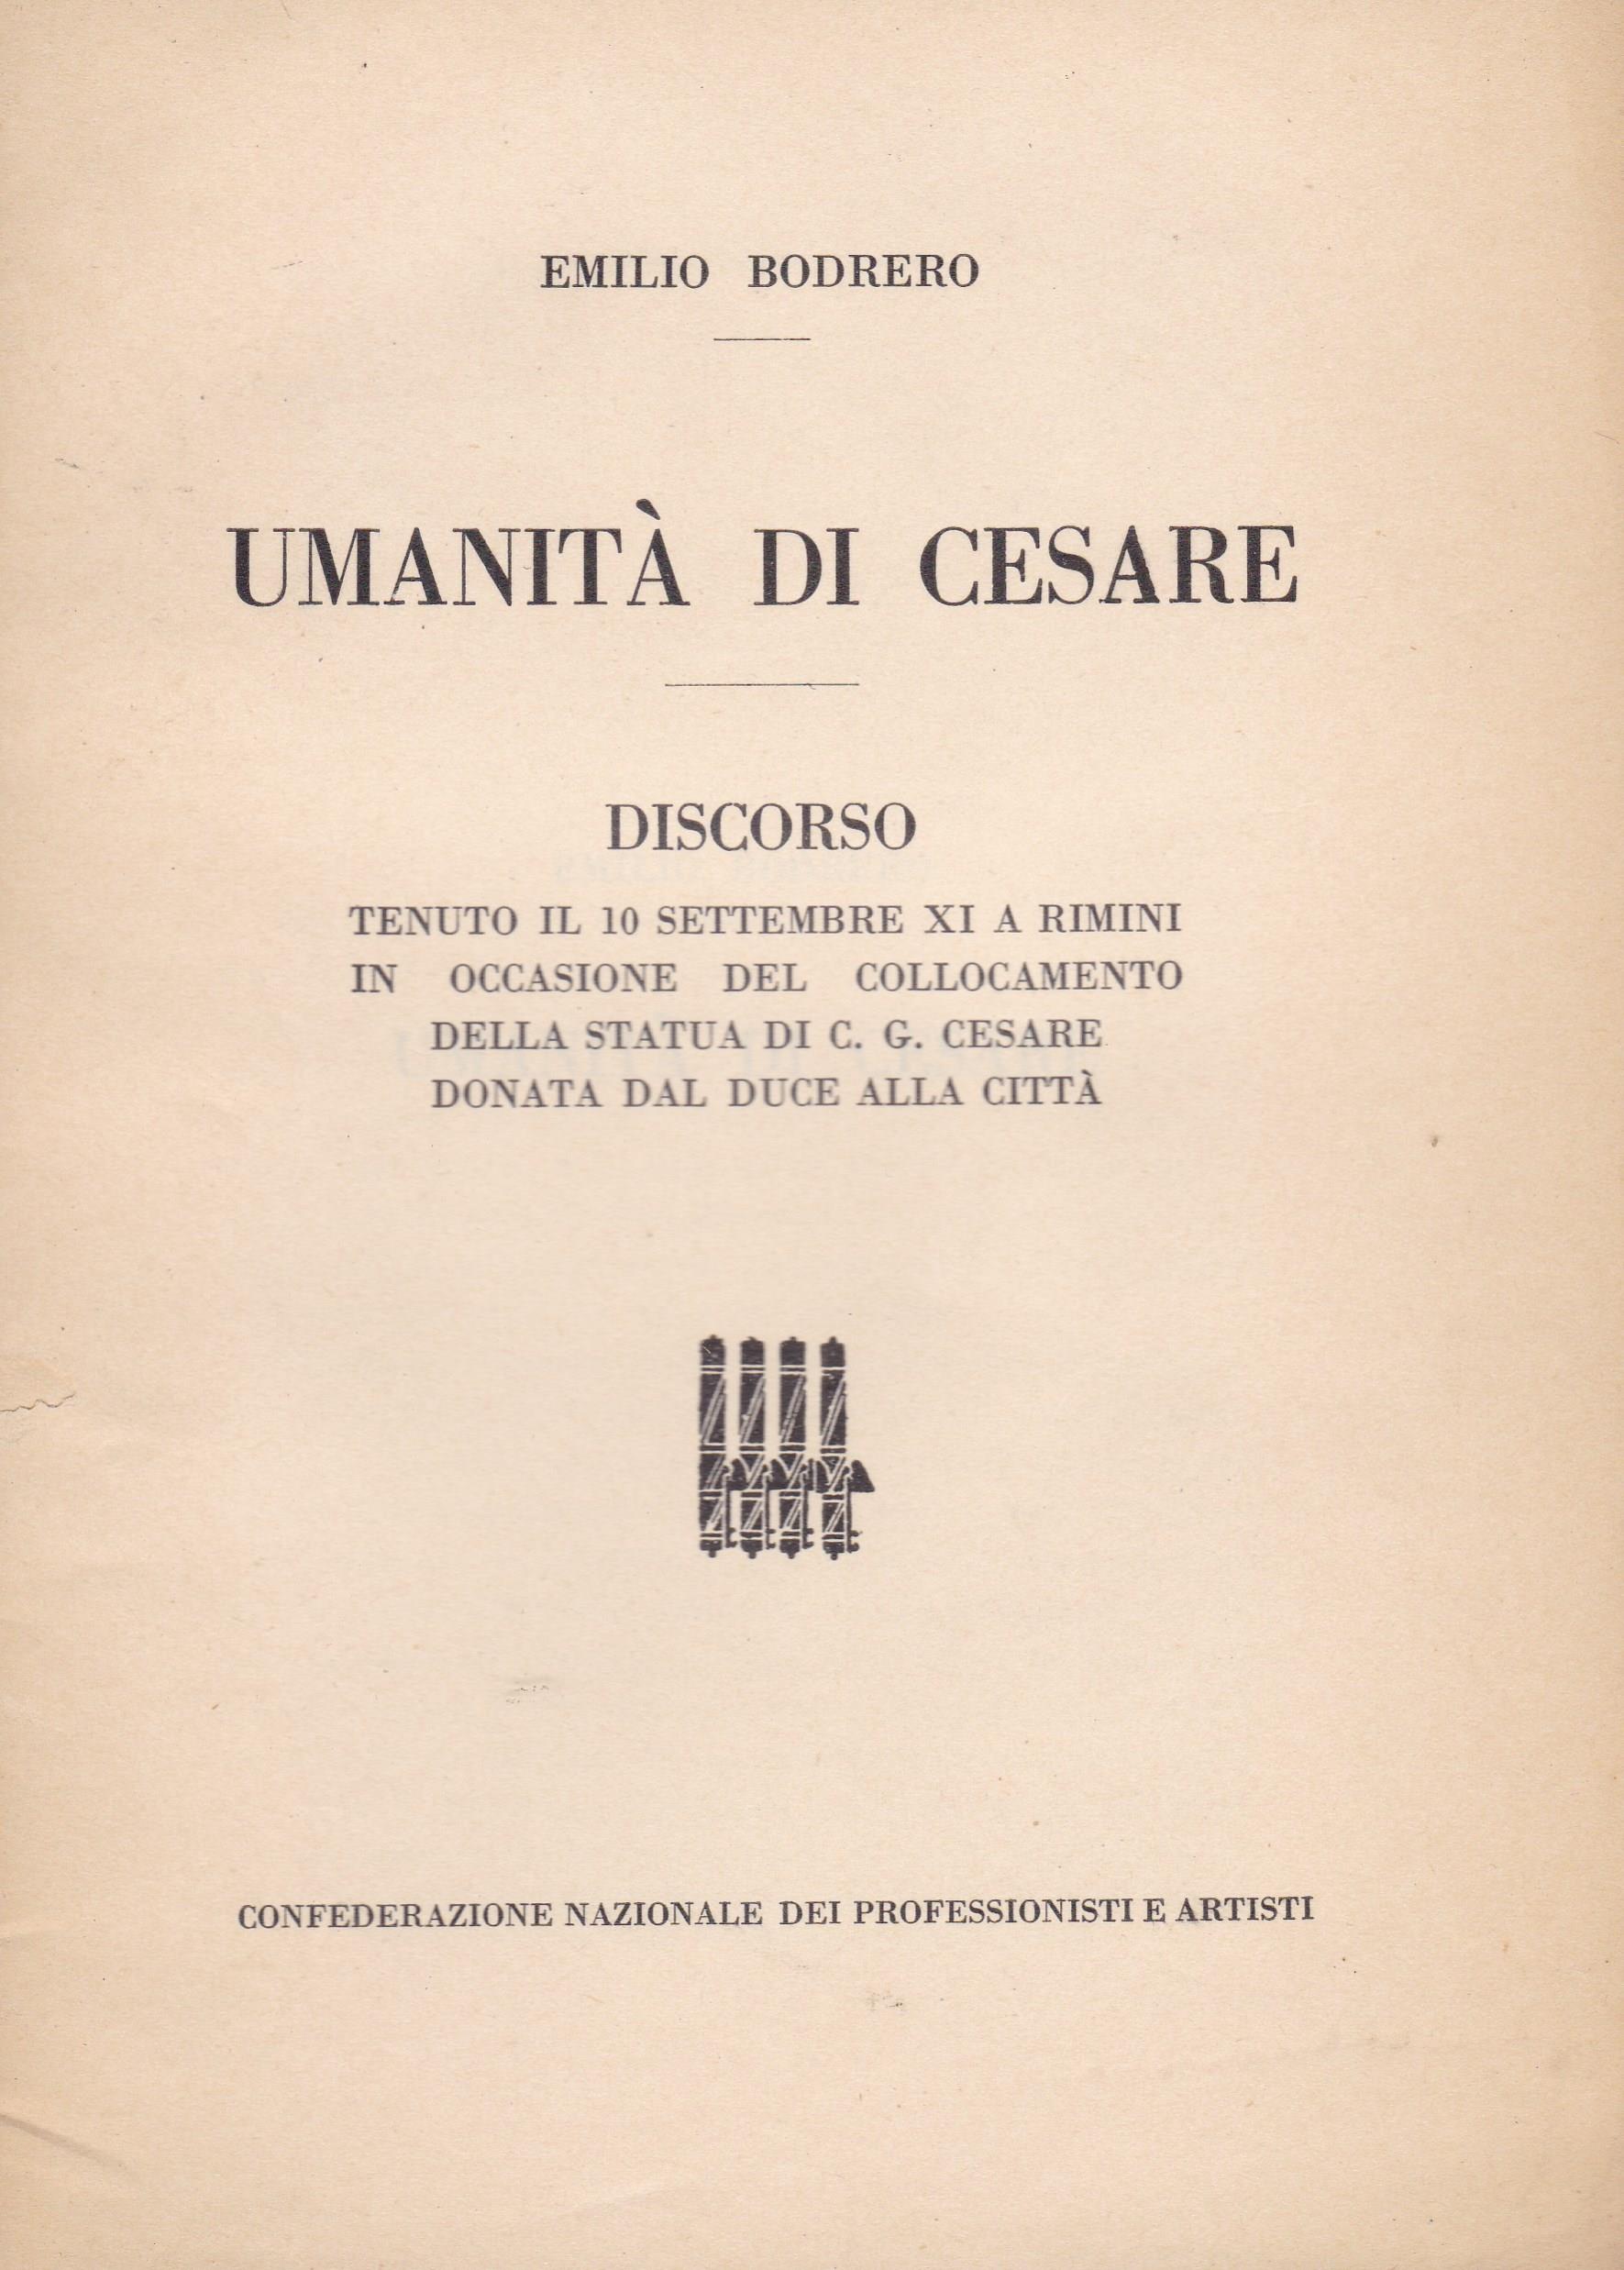 EMILIO BODRERO
UMANITÀ DI CESARE
DISCORSO
TENUTO IL 10 SETTEMBRE XI A RIMINI
IN OCCASIONE DEL COLLOCAMENTO
DELLA STATUA DI C. G. CESARE
DONATA DAL DUCE ALLA CITTÀ
CONFEDERAZIONE NAZIONALE DEI PROFESSIONISTI E ARTISTI